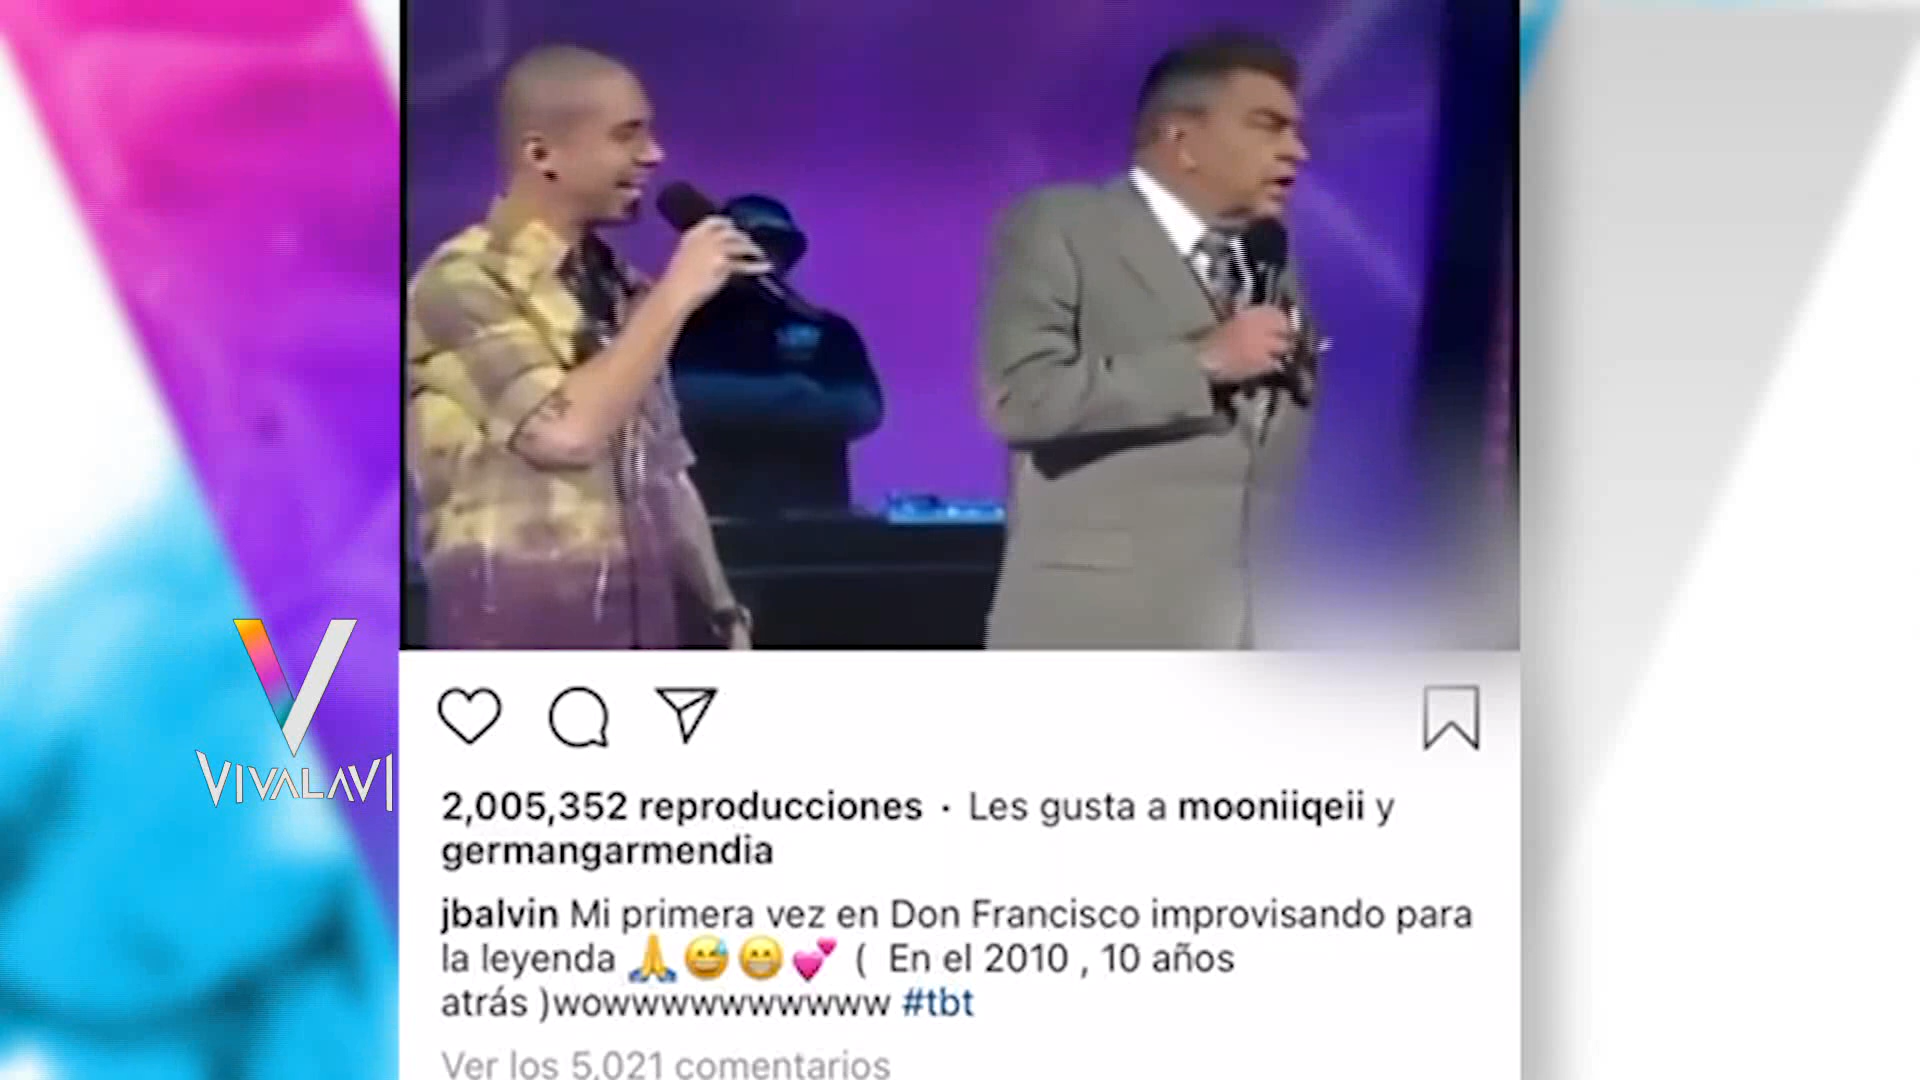 VIVALAVI
2,005,352 reproducciones · Les gusta a mooniiqeii y
germangarmendia
jbalvin Mi primera vez en Don Francisco improvisando para
la leyenda 🙏😅😁💕 ( En el 2010 , 10 años
atrás )wowwwwwwwwwww #tbt
Ver los 5,021 comentarios